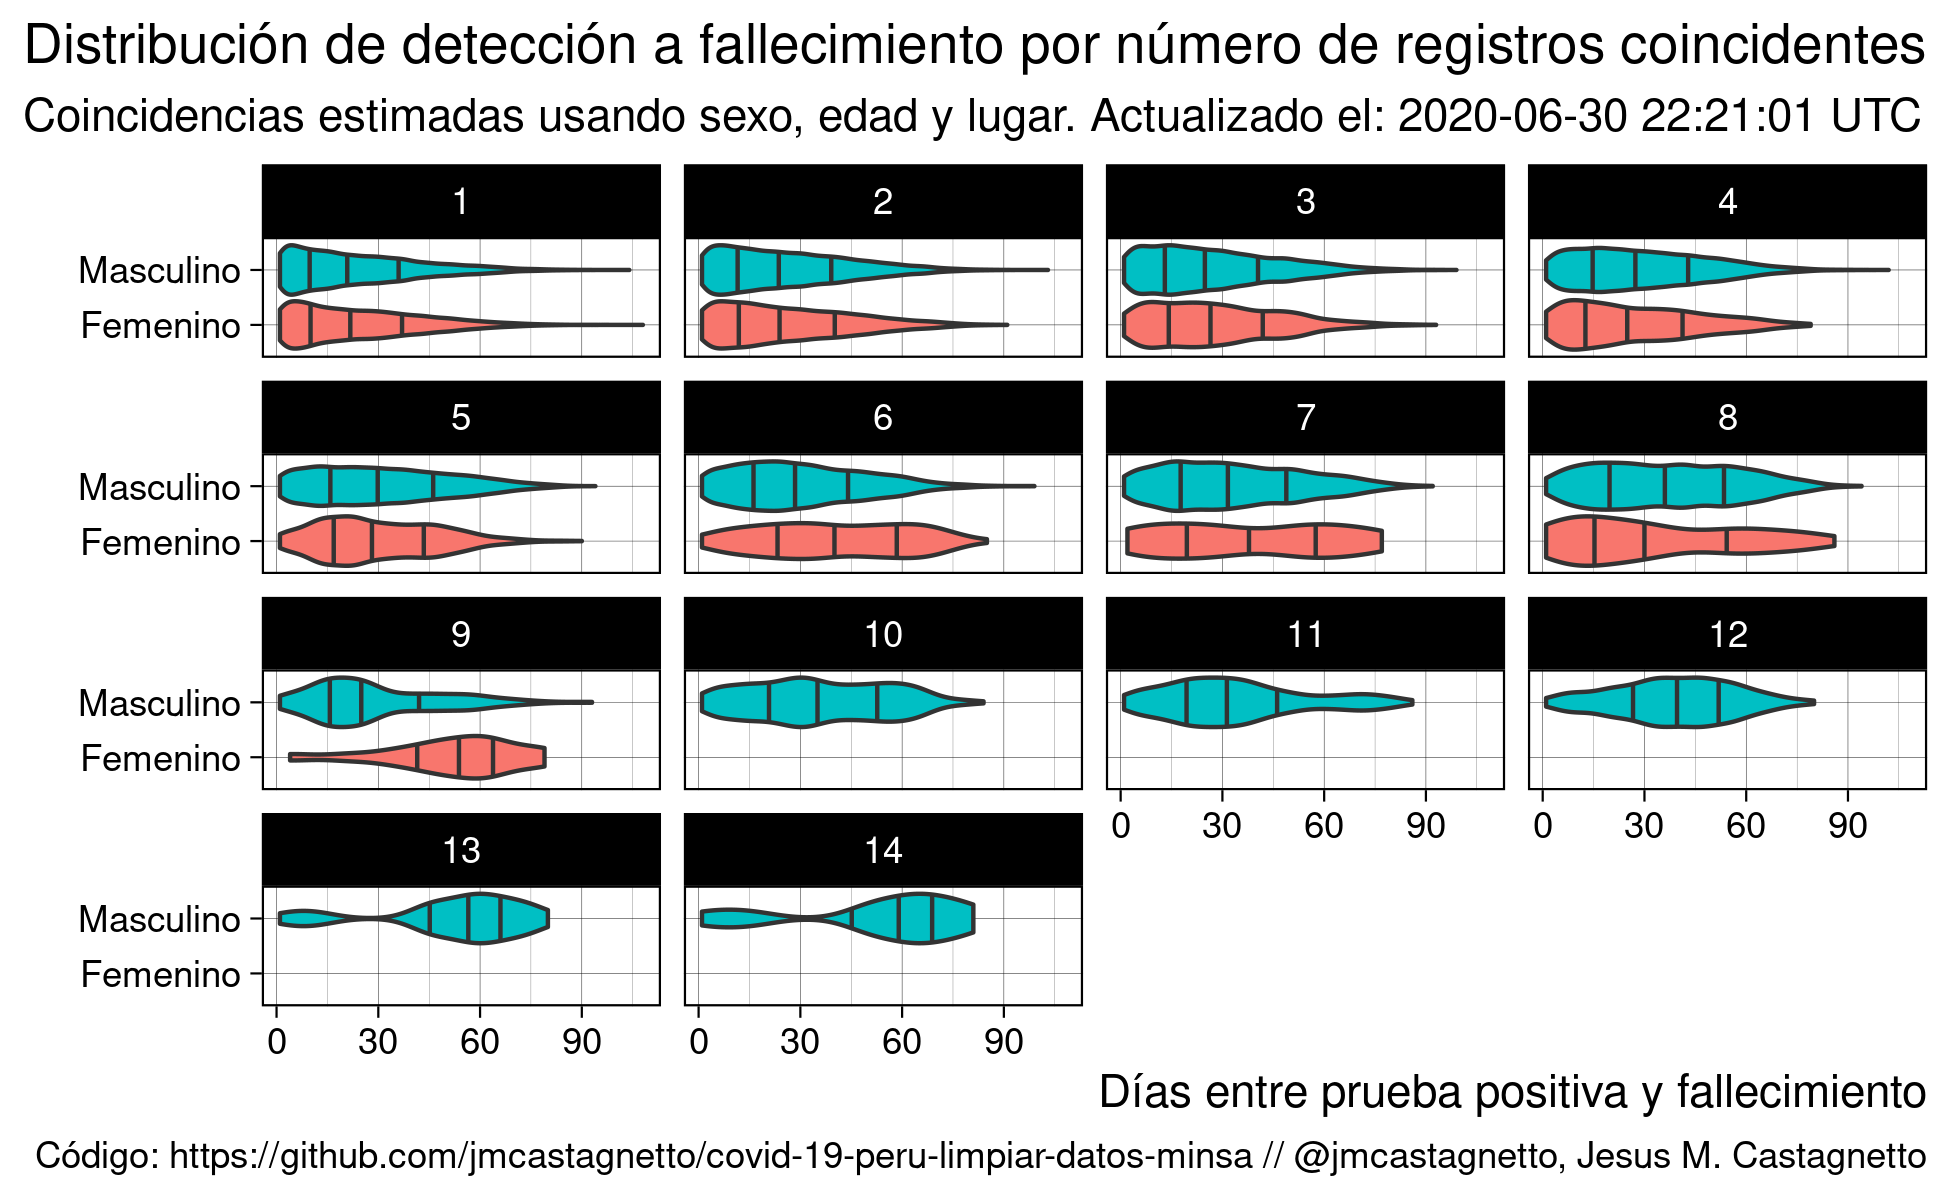 Distribución de detección a fallecimiento por número de registros coincidentes
Coincidencias estimadas usando sexo, edad y lugar. Actualizado el: 2020-06-30 22:21:01 UTC
1 2 3 4
Masculino
Femenino
5 6 7 8
Masculino
Femenino
9 10 11 12
Masculino
Femenino
0 30 60 90 0 30 60 90
13 14
Masculino
Femenino
0 30 60 90 0 30 60 90
Días entre prueba positiva y fallecimiento
Código: https://github.com/jmcastagnetto/covid-19-peru-limpiar-datos-minsa // @jmcastagnetto, Jesus M. Castagnetto